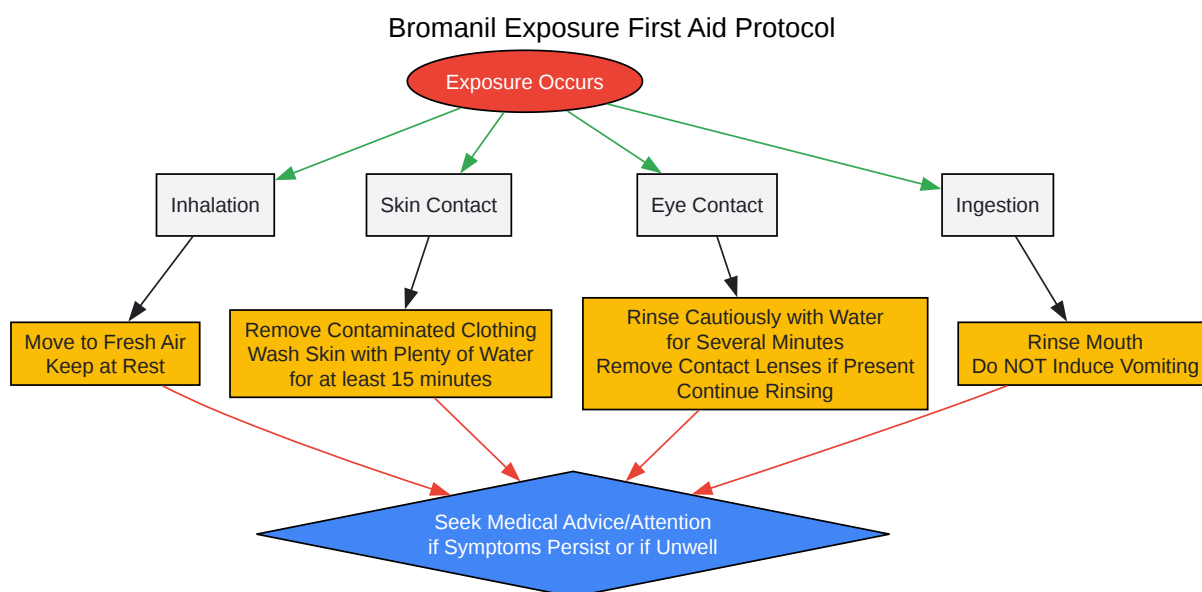 Bromanil Exposure First Aid Protocol
Exposure Occurs
Inhalation
Skin Contact
Eye Contact
Ingestion
Move to Fresh Air
Keep at Rest
Remove Contaminated Clothing
Wash Skin with Plenty of Water
for at least 15 minutes
Rinse Cautiously with Water
for Several Minutes
Remove Contact Lenses if Present
Continue Rinsing
Rinse Mouth
Do NOT Induce Vomiting
Seek Medical Advice/Attention
if Symptoms Persist or if Unwell